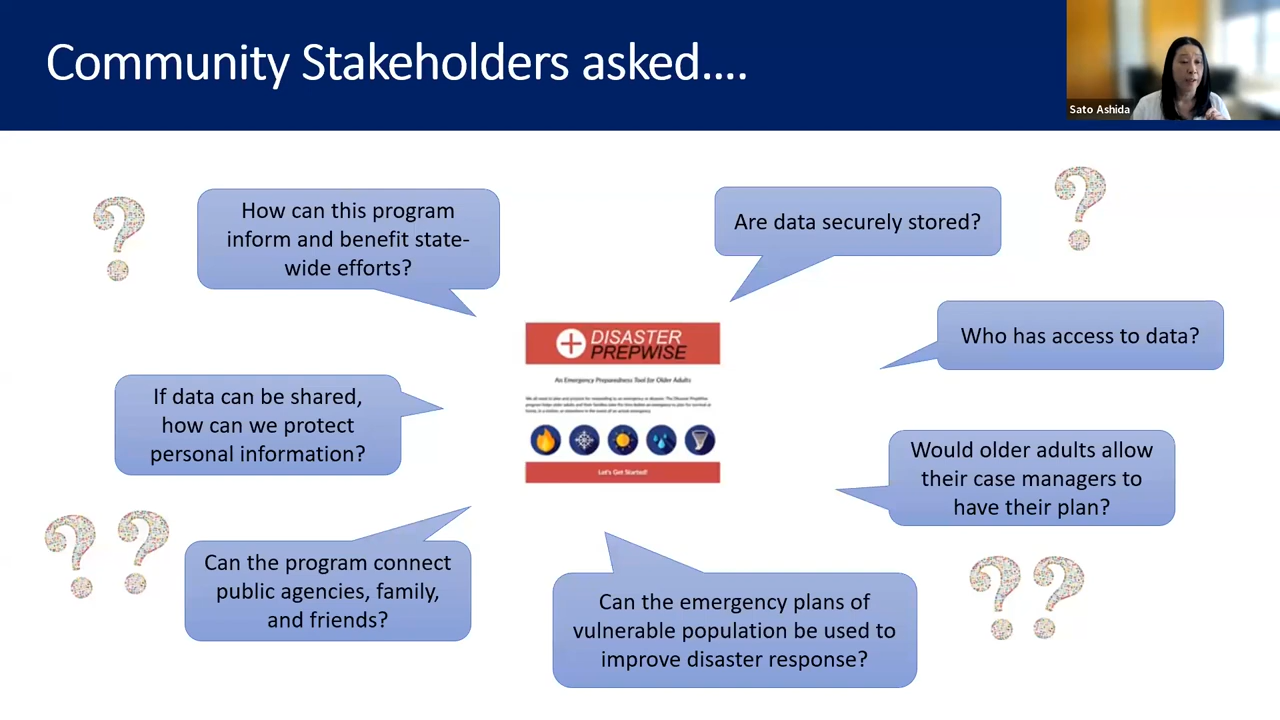 Community Stakeholders asked....
Sato Ashida
How can this program
inform and benefit state-
wide efforts?
Are data securely stored?
Who has access to data?
DISASTER
PREPWISE
An Emergency Preparedness Tool for Older Adults
Let's Get Started!
If data can be shared,
how can we protect
personal information?
Would older adults allow
their case managers to
have their plan?
Can the program connect
public agencies, family,
and friends?
Can the emergency plans of
vulnerable population be used to
improve disaster response?